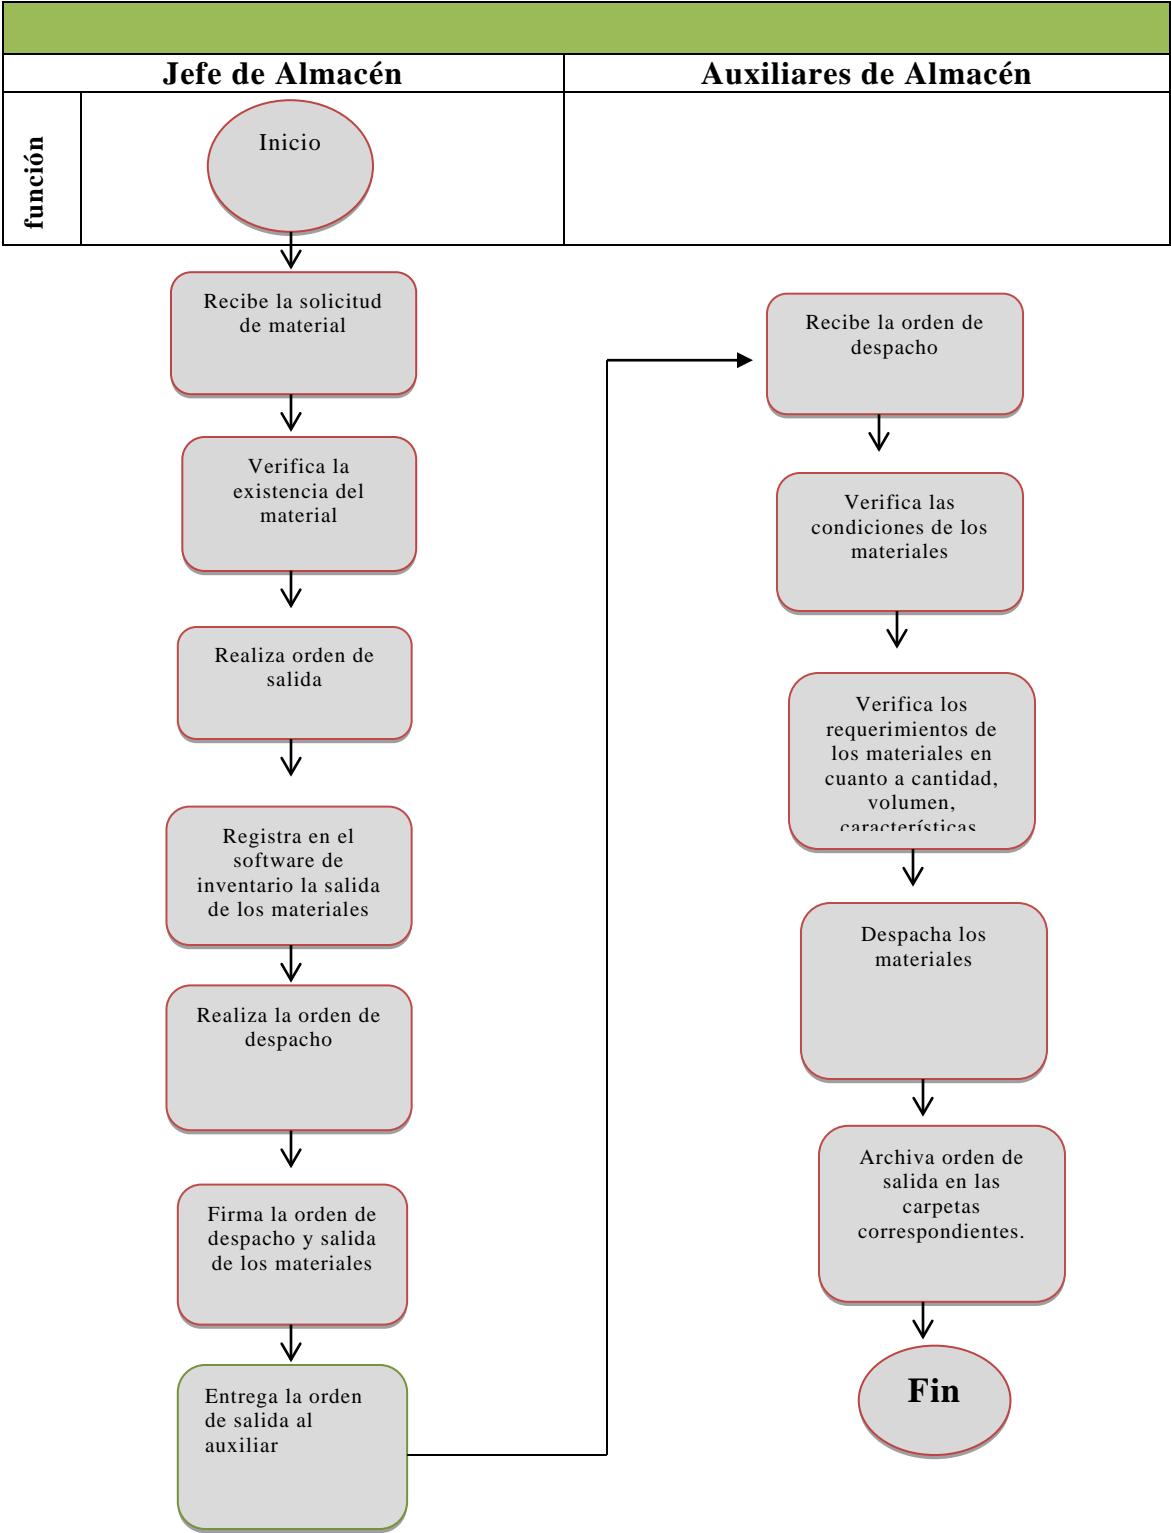 Jefe de Almacén
Auxiliares de Almacén
función
Inicio
Recibe la solicitud
de material
Verifica la
existencia del
material
Realiza orden de
salida
Registra en el
software de
inventario la salida
de los materiales
Realiza la orden de
despacho
Firma la orden de
despacho y salida
de los materiales
Entrega la orden
de salida al
auxiliar
Recibe la orden de
despacho
Verifica las
condiciones de los
materiales
Verifica los
requerimientos de
los materiales en
cuanto a cantidad,
volumen,
características
Despacha los
materiales
Archiva orden de
salida en las
carpetas
correspondientes.
Fin